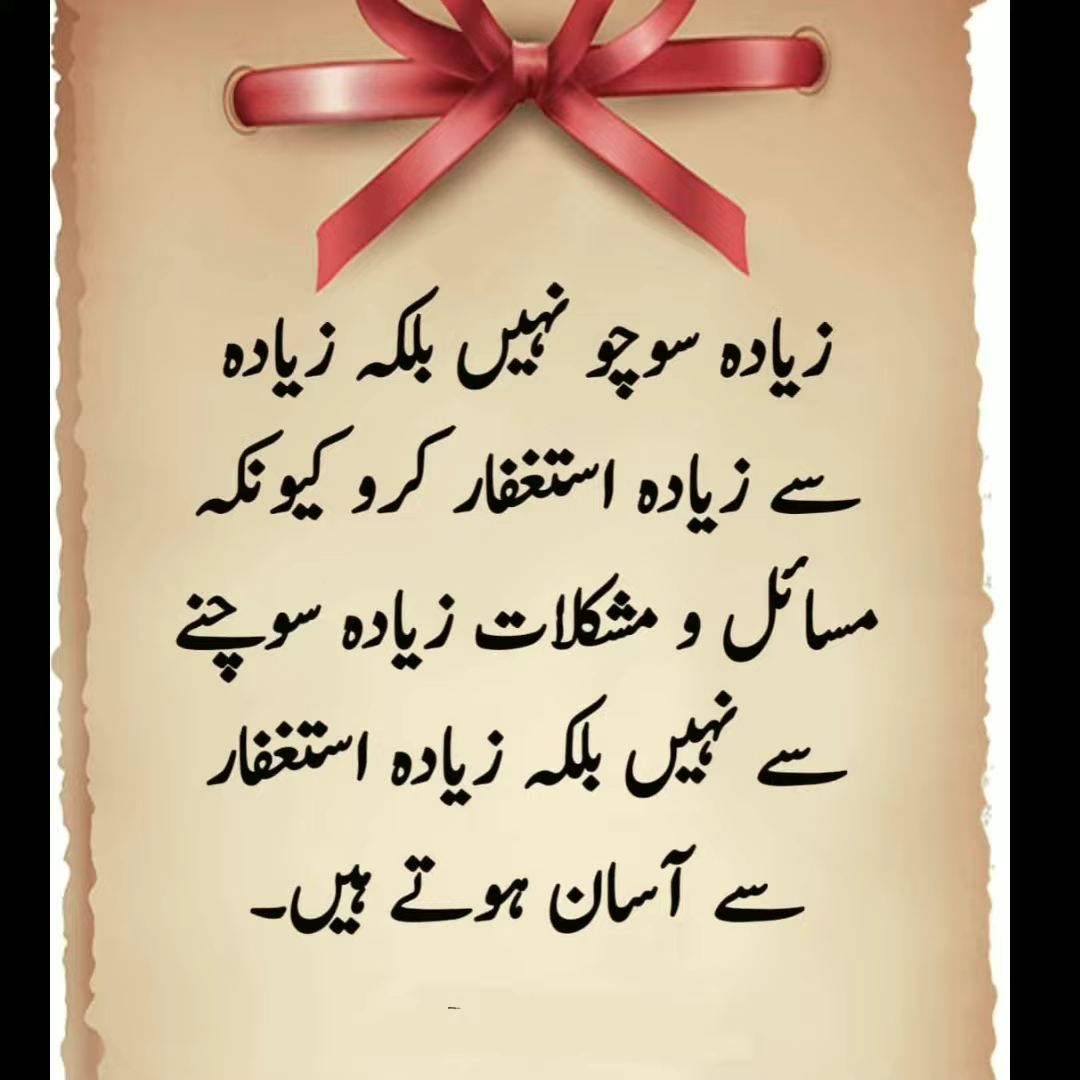 زیادہ سوچو نہیں بلکہ زیادہ
سے زیادہ استغفار کرو کیونکہ
مسائل و مشکلات زیادہ سوچنے
سے نہیں بلکہ زیادہ استغفار
سے آسان ہوتے ہیں۔